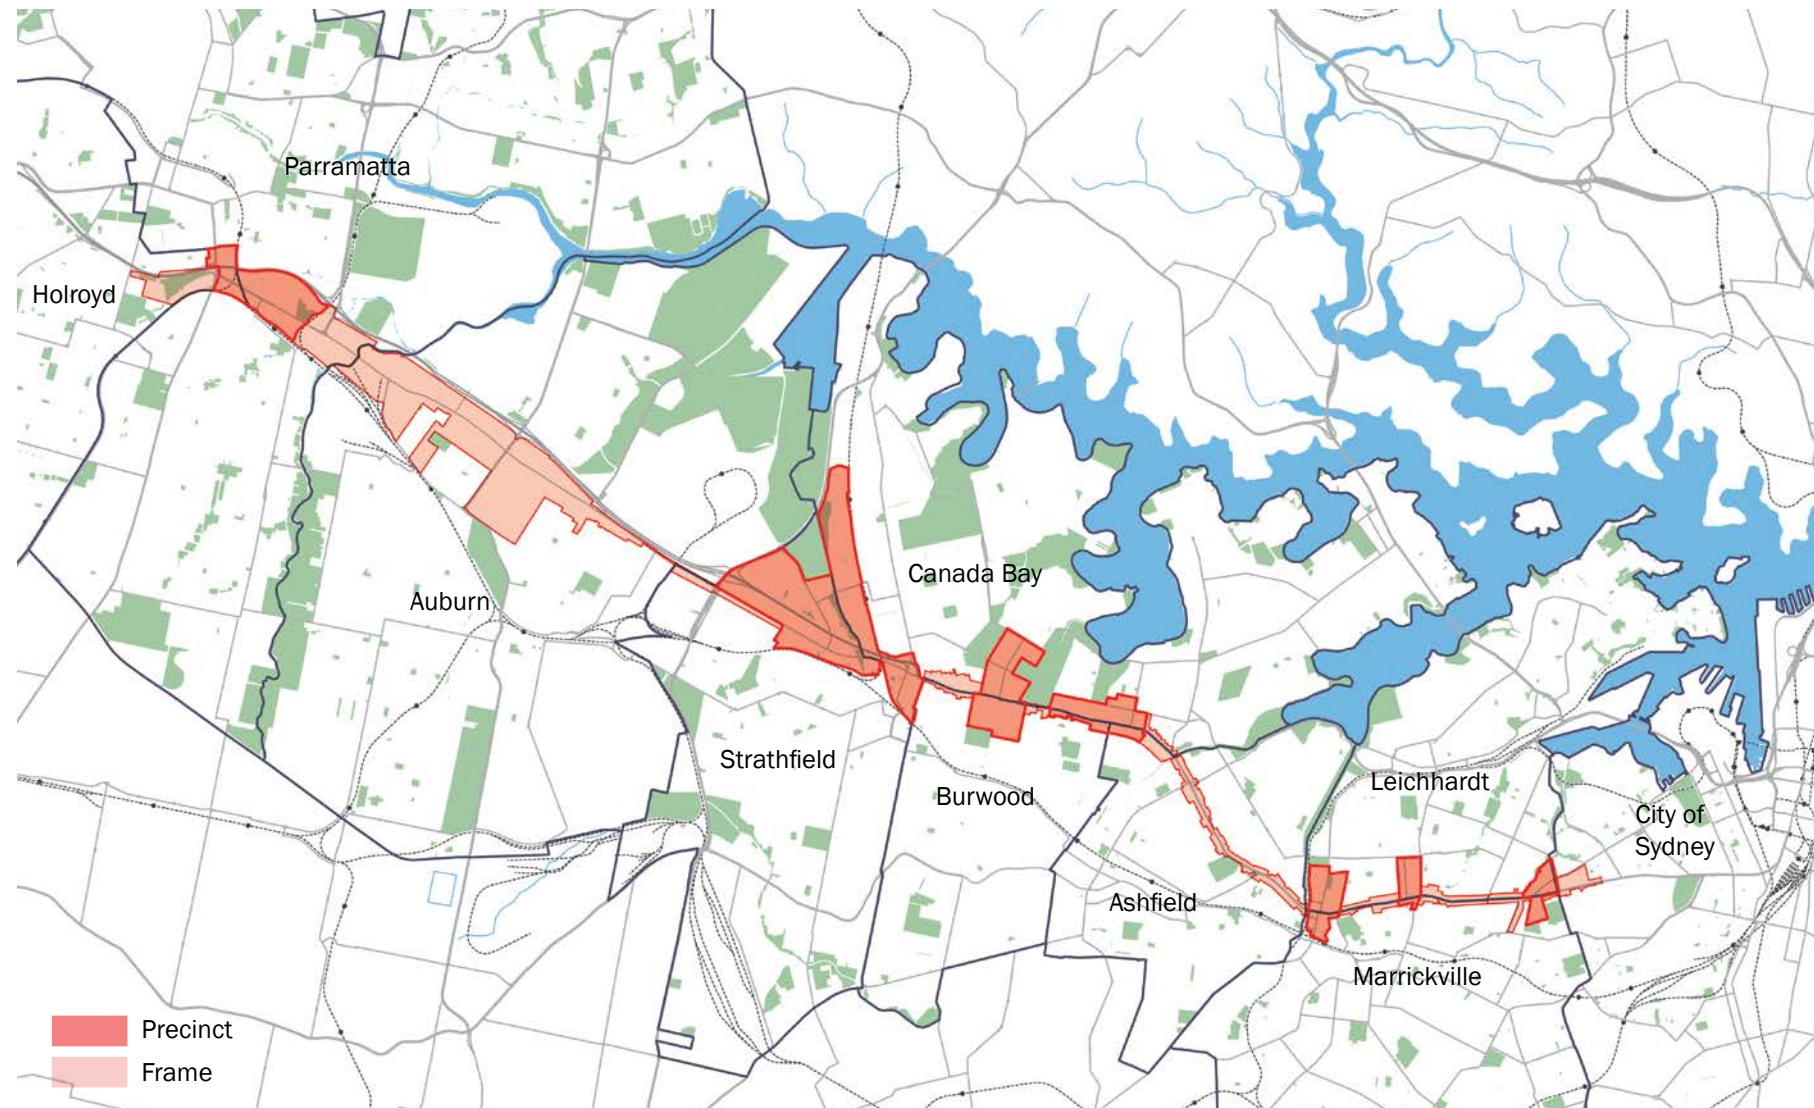 Parramatta
Holroyd
Canada Bay
Auburn
Strathfield
Leichhardt
Burwood
City of
Sydney
Ashfield
Marrickville
Precinct
Frame